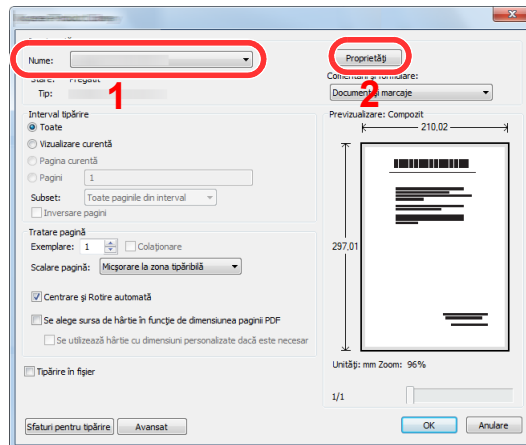 Nume:
Proprietăți
1
2
Stare: Pregătit
Comentarii și formulare:
Tip:
Document și marcaje
Interval tipărire
Toate
Vizualizare curentă
Pagina curentă
Pagini 1
Subset: Toate paginile din interval
Inversare pagini
Previzualizare: Compozit
210,02
297,01
Tratare pagină
Exemplare: 1 Colaționare
Scalare pagină: Micșorare la zona tipăribilă
Centrare și Rotire automată
Se alege sursa de hârtie în funcție de dimensiunea paginii PDF
Se utilizează hârtie cu dimensiuni personalizate dacă este necesar
Unități: mm Zoom: 96%
Tipărire în fișier
1/1
Sfaturi pentru tipărire Avansat OK Anulare